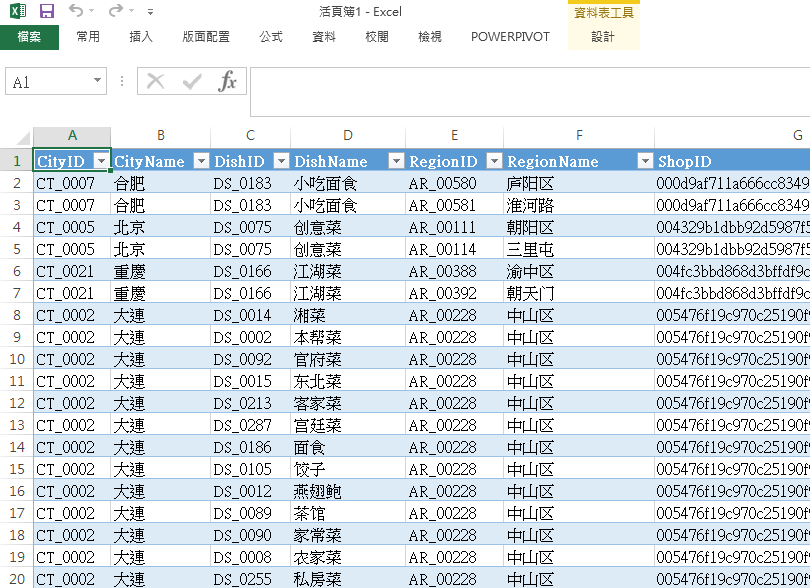 活頁簿1 - Excel
資料表工具
檔案 常用 插入 版面配置 公式 資料 校閱 檢視 POWERPIVOT 設計
A1 fx
A B C D E F G
1 CityID CityName DishID DishName RegionID RegionName ShopID
2 CT_0007 合肥 DS_0183 小吃面食 AR_00580 庐阳区 000d9af711a666cc8349
3 CT_0007 合肥 DS_0183 小吃面食 AR_00581 淮河路 000d9af711a666cc8349
4 CT_0005 北京 DS_0075 创意菜 AR_00111 朝阳区 004329b1dbb92d5987f5
5 CT_0005 北京 DS_0075 创意菜 AR_00114 三里屯 004329b1dbb92d5987f5
6 CT_0021 重慶 DS_0166 江湖菜 AR_00388 渝中区 004fc3bbd868d3bffdf9c
7 CT_0021 重慶 DS_0166 江湖菜 AR_00392 朝天门 004fc3bbd868d3bffdf9c
8 CT_0002 大連 DS_0014 湘菜 AR_00228 中山区 005476f19c970c25190f9
9 CT_0002 大連 DS_0002 本帮菜 AR_00228 中山区 005476f19c970c25190f9
10 CT_0002 大連 DS_0092 官府菜 AR_00228 中山区 005476f19c970c25190f9
11 CT_0002 大連 DS_0015 东北菜 AR_00228 中山区 005476f19c970c25190f9
12 CT_0002 大連 DS_0213 客家菜 AR_00228 中山区 005476f19c970c25190f9
13 CT_0002 大連 DS_0287 宫廷菜 AR_00228 中山区 005476f19c970c25190f9
14 CT_0002 大連 DS_0186 面食 AR_00228 中山区 005476f19c970c25190f9
15 CT_0002 大連 DS_0105 饺子 AR_00228 中山区 005476f19c970c25190f9
16 CT_0002 大連 DS_0012 燕翅鲍 AR_00228 中山区 005476f19c970c25190f9
17 CT_0002 大連 DS_0089 茶馆 AR_00228 中山区 005476f19c970c25190f9
18 CT_0002 大連 DS_0090 家常菜 AR_00228 中山区 005476f19c970c25190f9
19 CT_0002 大連 DS_0008 农家菜 AR_00228 中山区 005476f19c970c25190f9
20 CT_0002 大連 DS_0255 私房菜 AR_00228 中山区 005476f19c970c25190f9